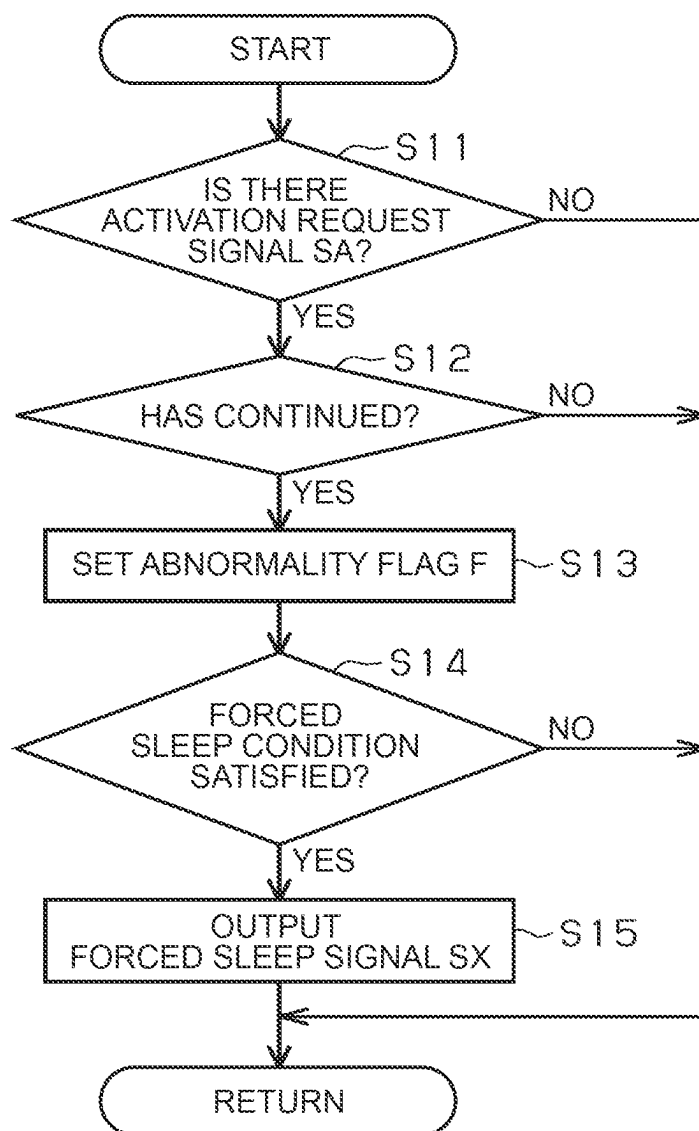 START
S11
IS THERE
ACTIVATION REQUEST
SIGNAL SA?
NO
YES
S12
HAS CONTINUED?
NO
YES
SET ABNORMALITY FLAG F
S13
S14
FORCED
SLEEP CONDITION
SATISFIED?
NO
YES
OUTPUT
FORCED SLEEP SIGNAL SX
S15
RETURN